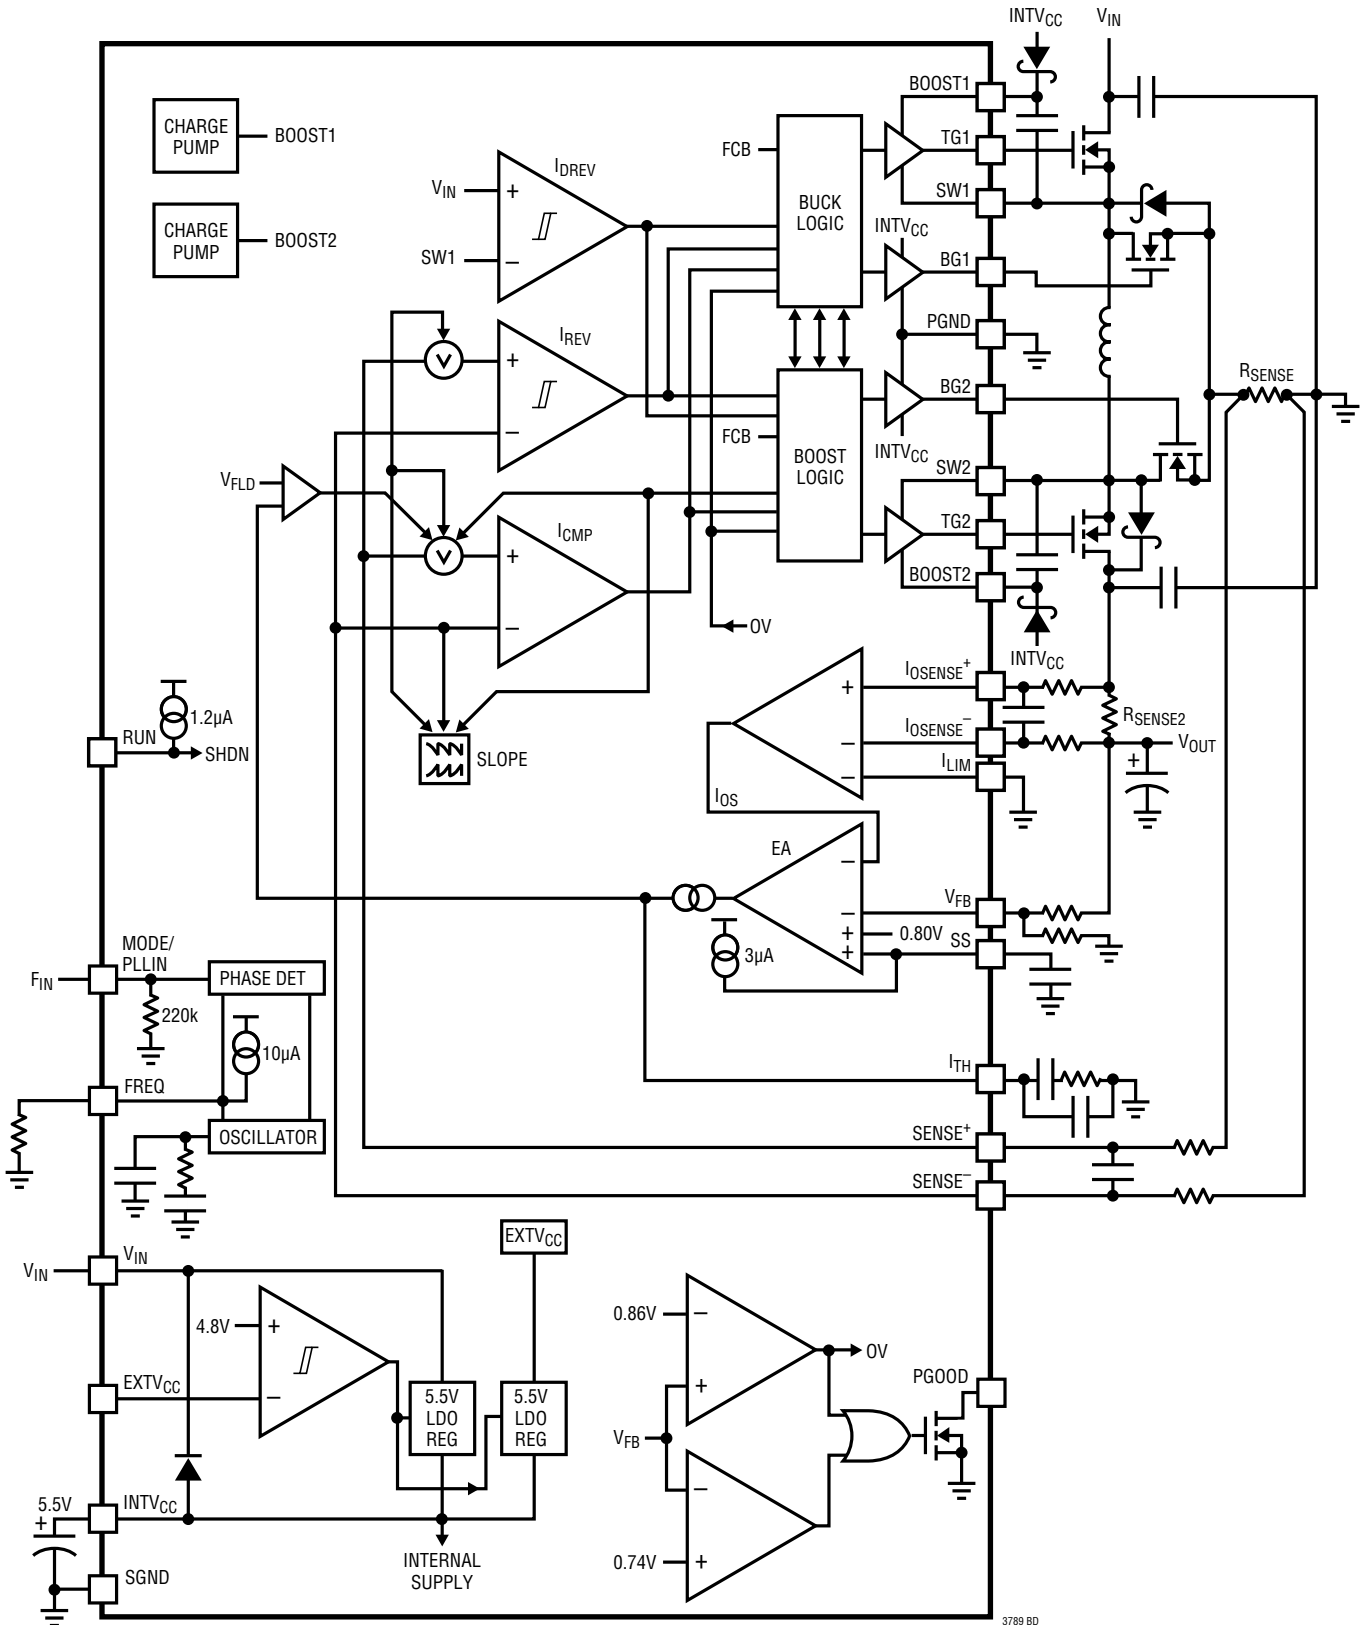 INTVCC
VIN
BOOST1
CHARGE
PUMP
BOOST1
TG1
FCB
IDREV
VIN
+
SW1
BUCK
LOGIC
CHARGE
PUMP
BOOST2
INTVCC
SW1
–
BG1
IREV
PGND
+
RSENSE
BG2
–
FCB
INTVCC
BOOST
LOGIC
SW2
VFLD
ICMP
TG2
+
BOOST2
–
OV
INTVCC
IOSENSE+
+
1.2µA
RUN
SHDN
RSENSE2
IOSENSE–
–
VOUT
SLOPE
ILIM
–
+
IOS
EA
–
VFB
–
+
0.80V
SS
+
3µA
MODE/
PLLIN
FIN
PHASE DET
220k
10µA
FREQ
ITH
OSCILLATOR
SENSE+
SENSE–
EXTVCC
VIN
VIN
0.86V
–
4.8V
+
OV
EXTVCC
–
5.5V
LDO
REG
5.5V
LDO
REG
+
PGOOD
VFB
–
5.5V
INTVCC
+
INTERNAL
SUPPLY
0.74V
+
SGND
3789 BD